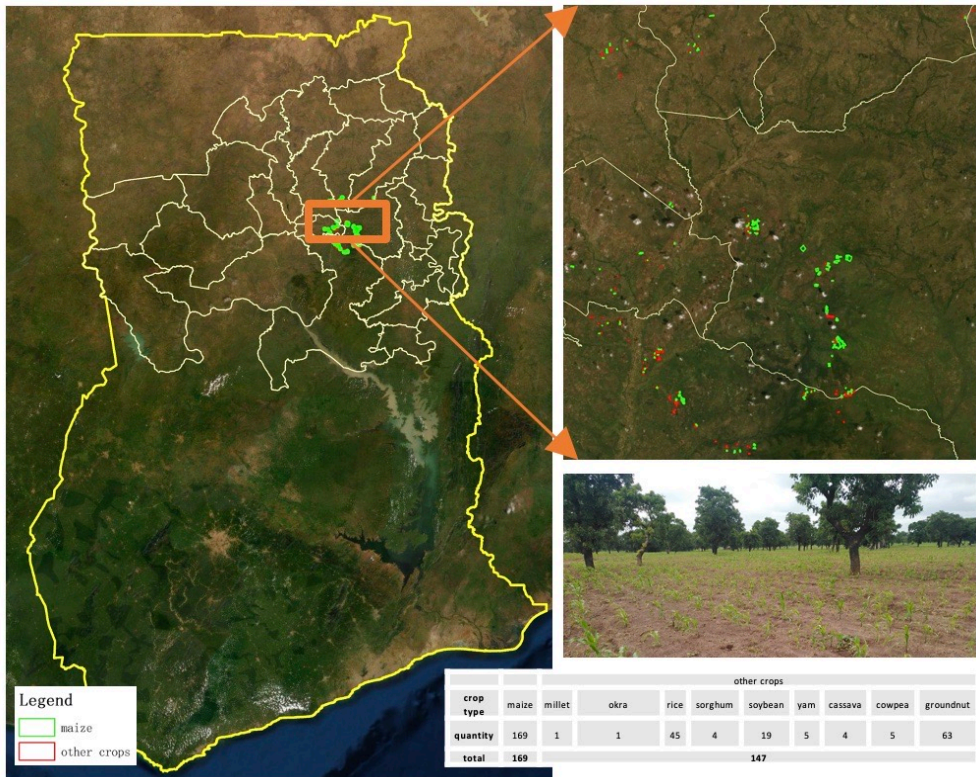 Legend
maize
other crops
other crops
crop type maize millet okra rice sorghum soybean yam cassava cowpea groundnut
quantity 169 1 1 45 4 19 5 4 5 63
total 169 147